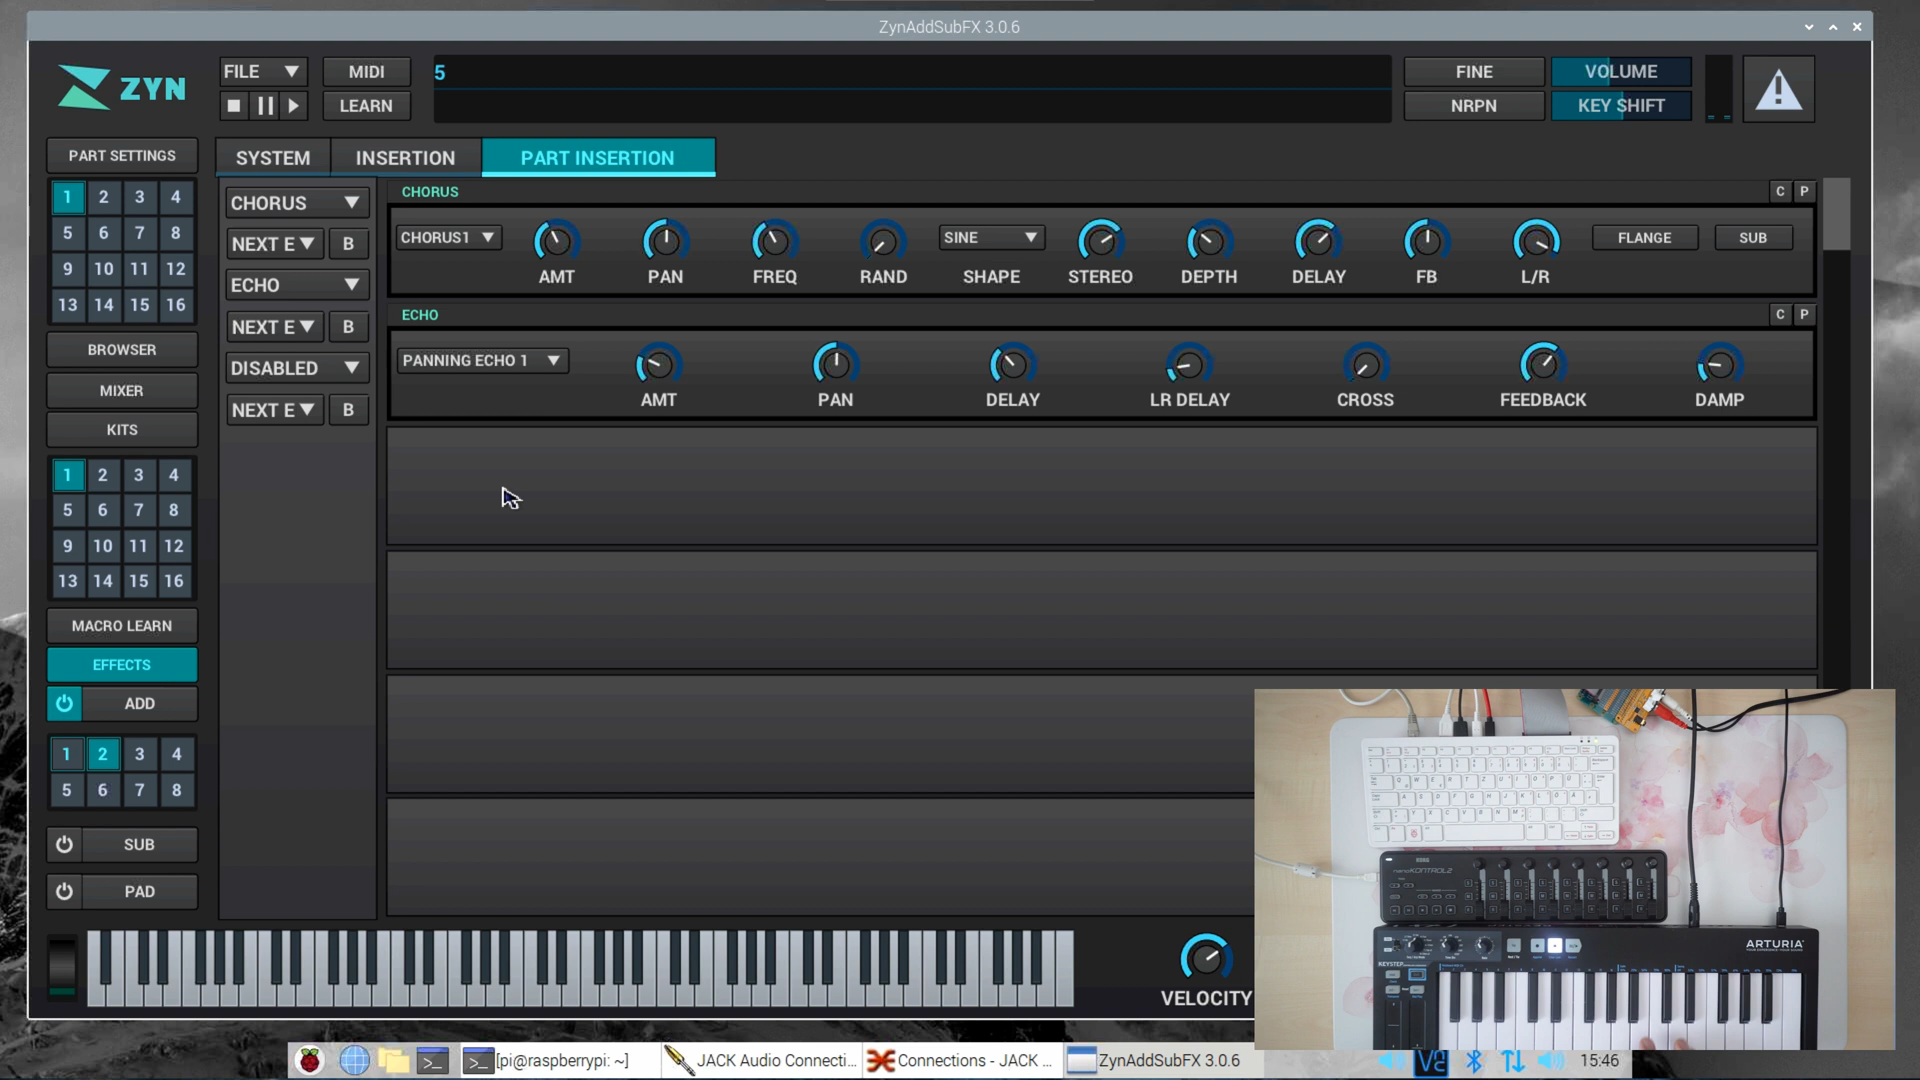 ZynAddSubFX 3.0.6
ZYN
FILE
MIDI
LEARN
5
FINE
NRPN
VOLUME
KEY SHIFT
PART SETTINGS
1 2 3 4
5 6 7 8
9 10 11 12
13 14 15 16
BROWSER
MIXER
KITS
1 2 3 4
5 6 7 8
9 10 11 12
13 14 15 16
MACRO LEARN
EFFECTS
ADD
1 2 3 4
5 6 7 8
SUB
PAD
SYSTEM
INSERTION
PART INSERTION
CHORUS
NEXT E
B
ECHO
NEXT E
B
DISABLED
NEXT E
B
CHORUS
C P
CHORUS1
AMT
PAN
FREQ
RAND
SINE
SHAPE
STEREO
DEPTH
DELAY
FB
L/R
FLANGE
SUB
ECHO
C P
PANNING ECHO 1
AMT
PAN
DELAY
LR DELAY
CROSS
FEEDBACK
DAMP
VELOCITY
KORG
nanoKONTROL2
ARTURIA
KEYSTEP
[pi@raspberrypi: ~]
JACK Audio Connecti...
Connections - JACK ...
ZynAddSubFX 3.0.6
15:46